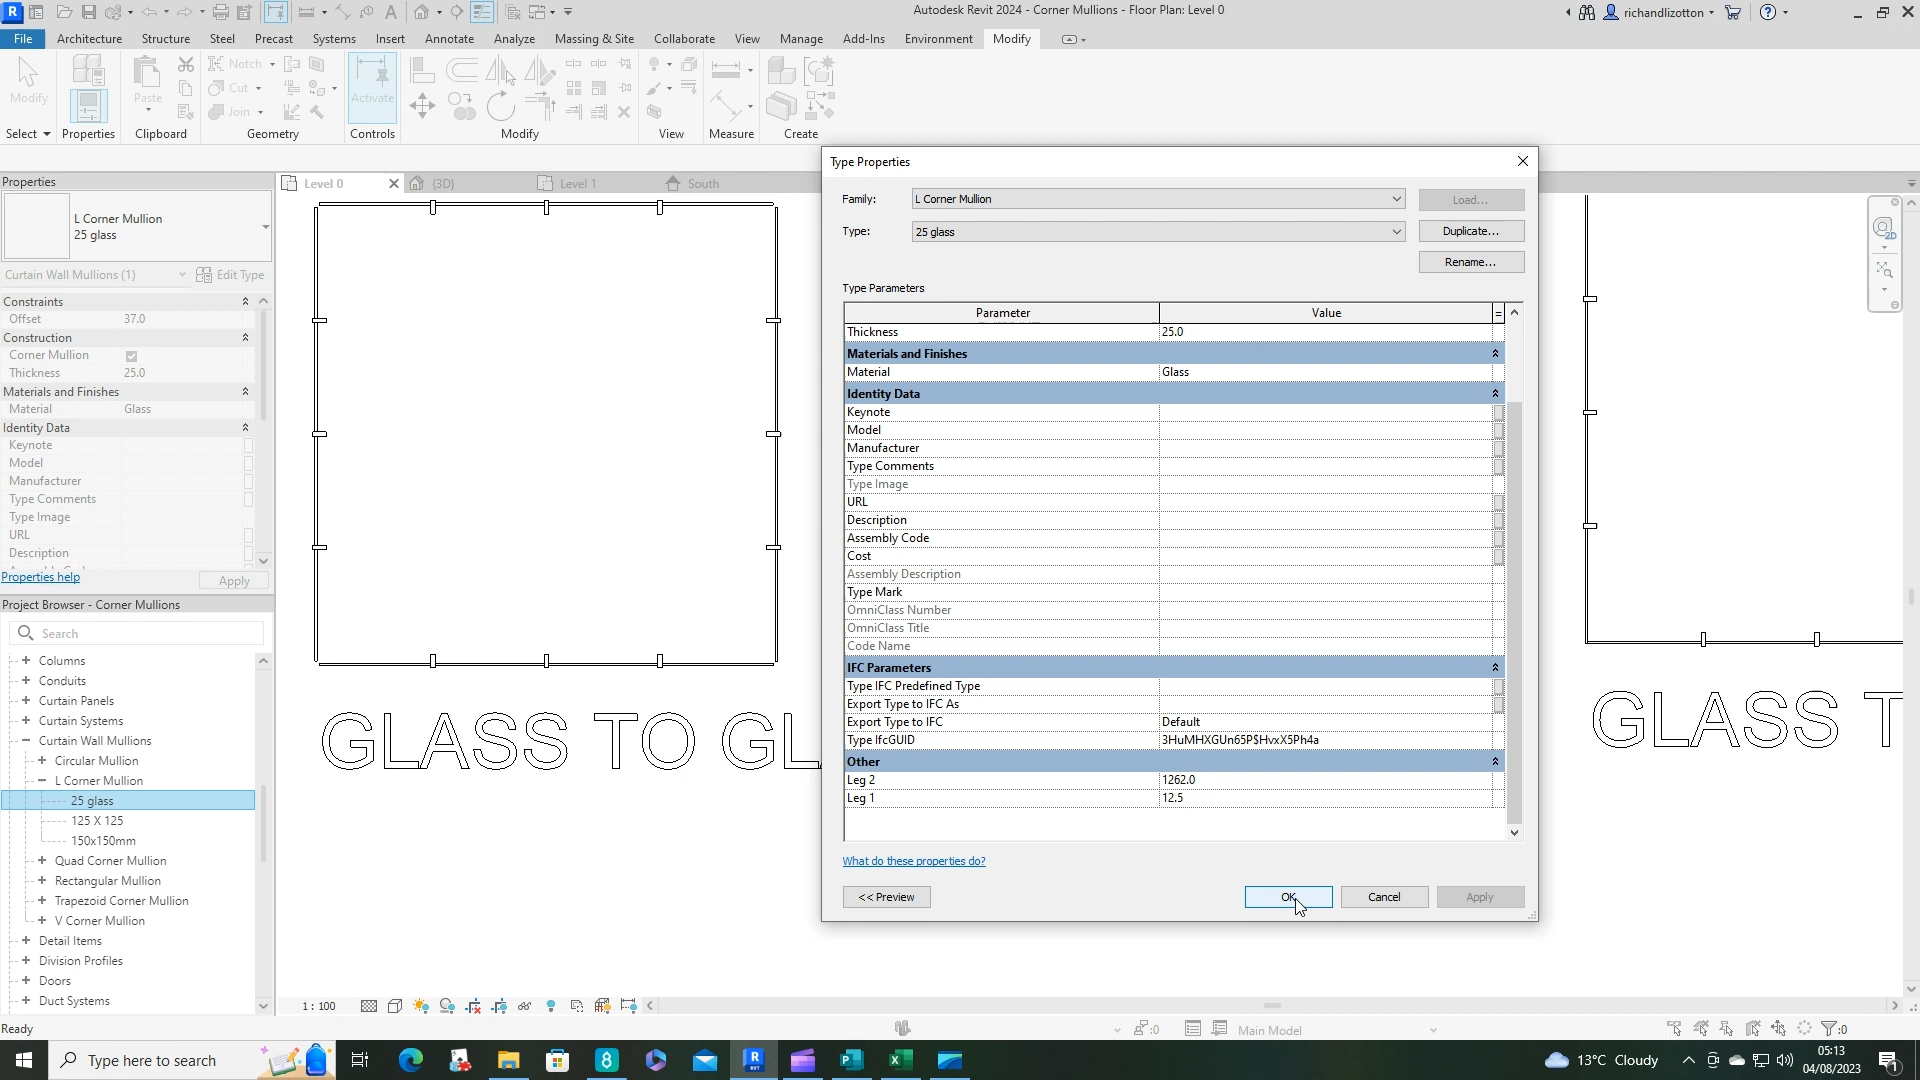 Autodesk Revit 2024 - Corner Mullions - Floor Plan: Level 0
richandlizotton
File Architecture Structure Steel Precast Systems Insert Annotate Analyze Massing & Site Collaborate View Manage Add-Ins Environment Modify
Modify
Paste
Notch
Cut
Join
Activate
Select Properties Clipboard Geometry Controls Modify View Measure Create
Properties
L Corner Mullion
25 glass
Curtain Wall Mullions (1) Edit Type
Constraints
Offset 37.0
Construction
Corner Mullion
Thickness 25.0
Materials and Finishes
Material Glass
Identity Data
Keynote
Model
Manufacturer
Type Comments
Type Image
URL
Description
Properties help Apply
Project Browser - Corner Mullions
Search
Columns
Conduits
Curtain Panels
Curtain Systems
Curtain Wall Mullions
Circular Mullion
L Corner Mullion
25 glass
125 X 125
150x150mm
Quad Corner Mullion
Rectangular Mullion
Trapezoid Corner Mullion
V Corner Mullion
Detail Items
Division Profiles
Doors
Duct Systems
Level 0 {3D} Level 1 South
GLASS TO GL
GLASS T
Type Properties
Family: L Corner Mullion Load...
Type: 25 glass Duplicate...
Rename...
Type Parameters
Parameter Value =
Thickness 25.0
Materials and Finishes
Material Glass
Identity Data
Keynote
Model
Manufacturer
Type Comments
Type Image
URL
Description
Assembly Code
Cost
Assembly Description
Type Mark
OmniClass Number
OmniClass Title
Code Name
IFC Parameters
Type IFC Predefined Type
Export Type to IFC As
Export Type to IFC Default
Type IfcGUID 3HuMHXGUn65P$HvxX5Ph4a
Other
Leg 2 1262.0
Leg 1 12.5
What do these properties do?
<< Preview OK Cancel Apply
1 : 100
Ready :0 Main Model :0
Type here to search
13°C Cloudy
05:13
04/08/2023